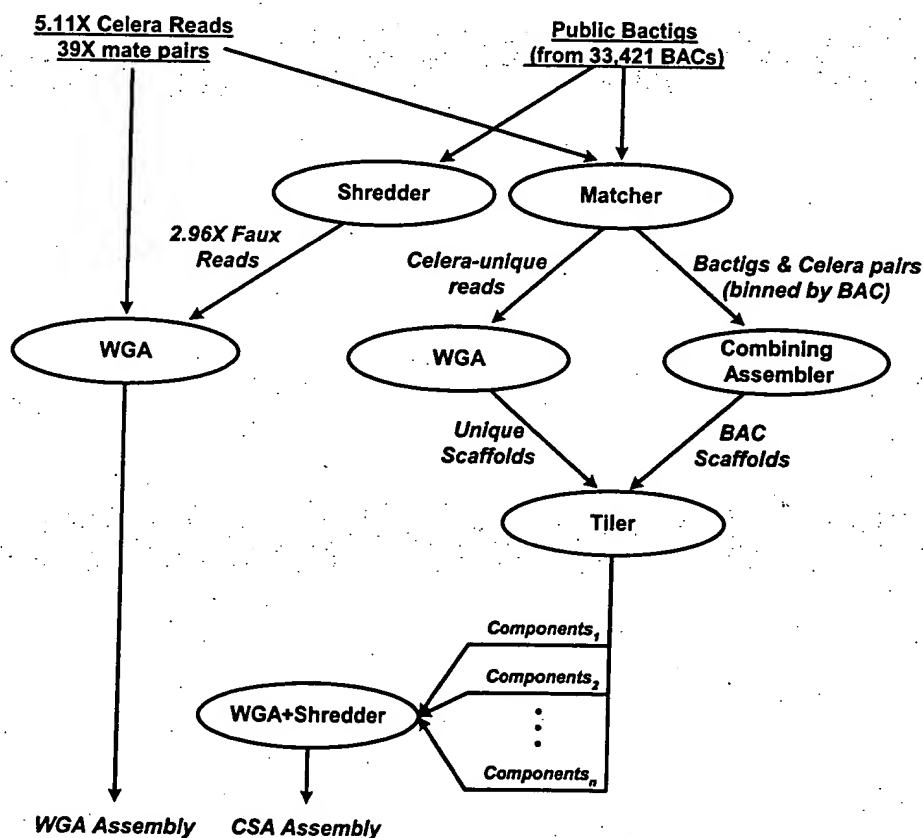 5.11X Celera Reads
39X mate pairs
Public Bactigs
(from 33,421 BACs)
Shredder
Matcher
2.96X Faux
Reads
Celera-unique
reads
Bactigs & Celera pairs
(binned by BAC)
WGA
WGA
Combining
Assembler
Unique
Scaffolds
BAC
Scaffolds
Tiler
Components1
Components2
WGA+Shredder
Componentsn
WGA Assembly
CSA Assembly